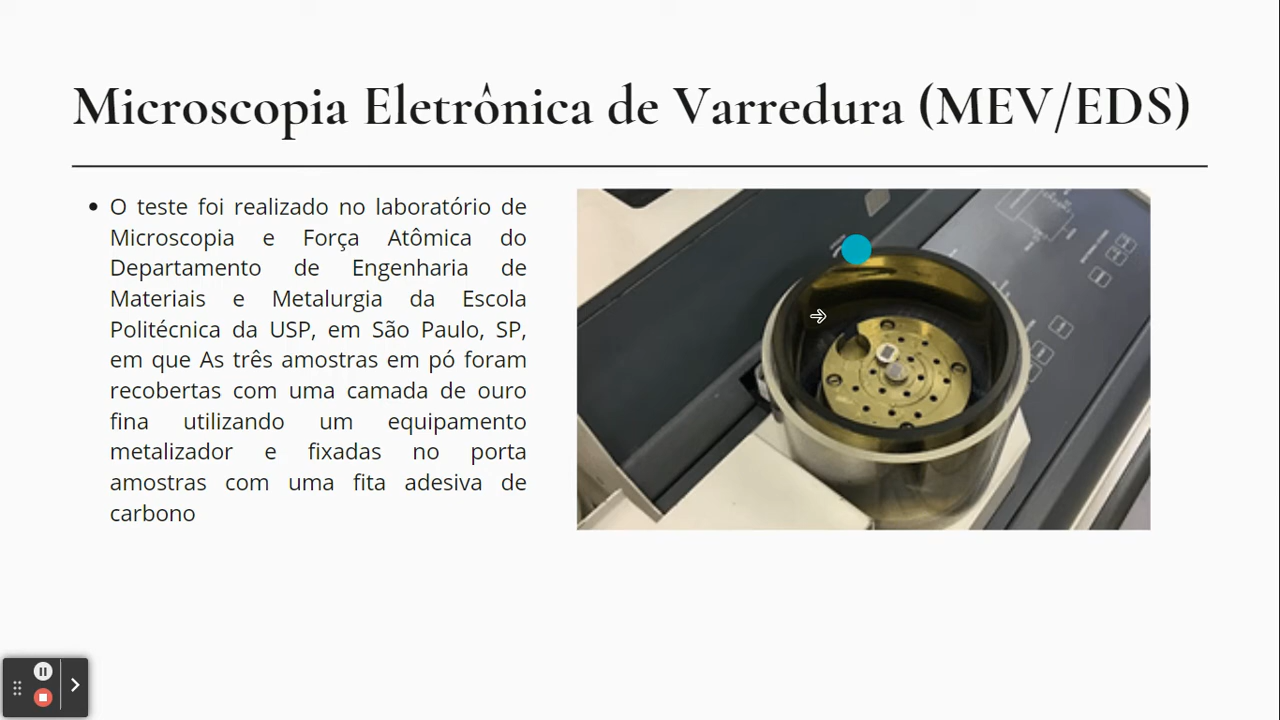 Microscopia Eletrônica de Varredura (MEV/EDS)
• O teste foi realizado no laboratório de
Microscopia e Força Atômica do
Departamento de Engenharia de
Materiais e Metalurgia da Escola
Politécnica da USP, em São Paulo, SP,
em que As três amostras em pó foram
recobertas com uma camada de ouro
fina utilizando um equipamento
metalizador e fixadas no porta
amostras com uma fita adesiva de
carbono